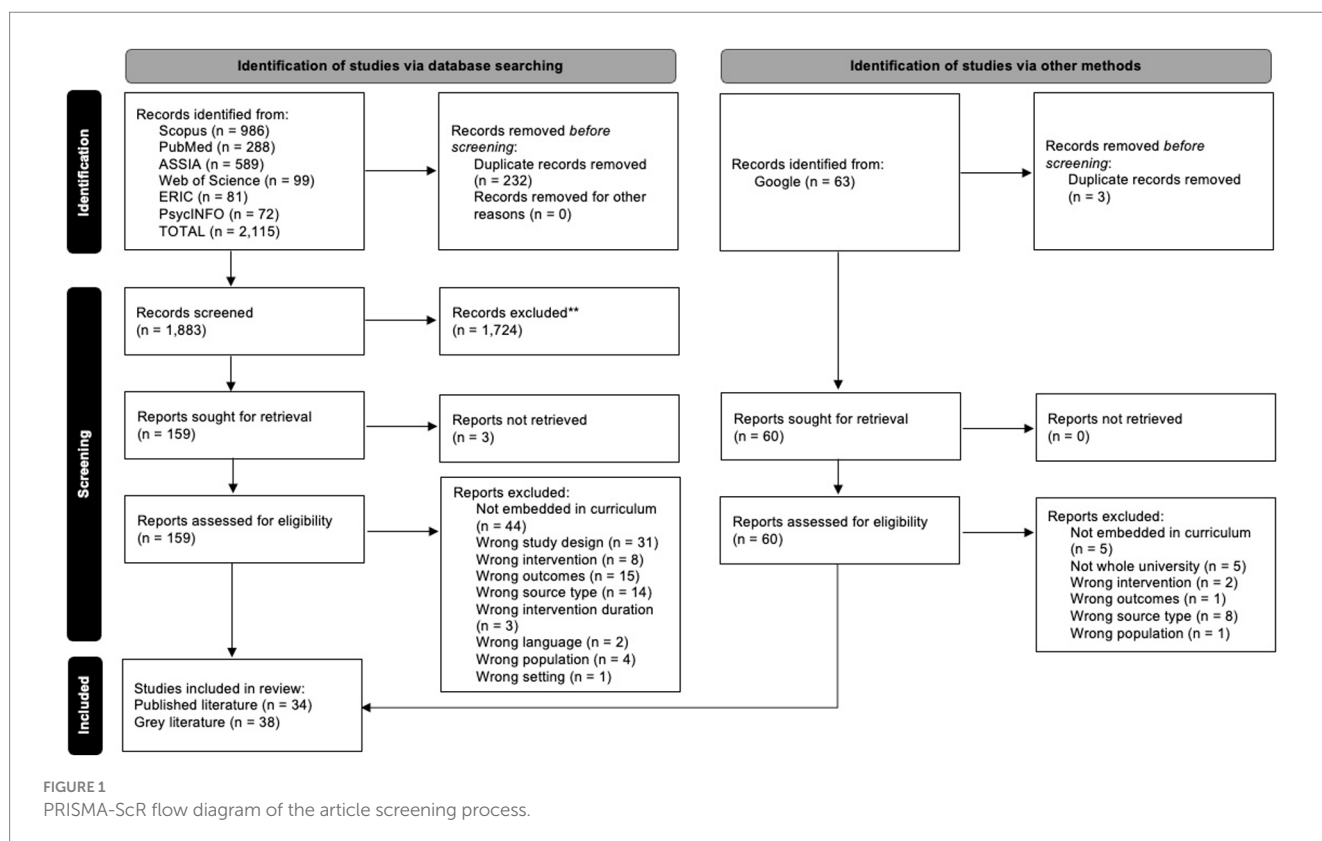 Identification of studies via database searching
Identification of studies via other methods
Identification
Records identified from:
Scopus (n = 986)
PubMed (n = 288)
ASSIA (n = 589)
Web of Science (n = 99)
ERIC (n = 81)
PsycINFO (n = 72)
TOTAL (n = 2,115)
Records removed before
screening:
Duplicate records removed
(n = 232)
Records removed for other
reasons (n = 0)
Records identified from:
Google (n = 63)
Records removed before
screening:
Duplicate records removed
(n = 3)
Screening
Records screened
(n = 1,883)
Records excluded**
(n = 1,724)
Reports sought for retrieval
(n = 159)
Reports not retrieved
(n = 3)
Reports sought for retrieval
(n = 60)
Reports not retrieved
(n = 0)
Reports assessed for eligibility
(n = 159)
Reports excluded:
Not embedded in curriculum
(n = 44)
Wrong study design (n = 31)
Wrong intervention (n = 8)
Wrong outcomes (n = 15)
Wrong source type (n = 14)
Wrong intervention duration
(n = 3)
Wrong language (n = 2)
Wrong population (n = 4)
Wrong setting (n = 1)
Reports assessed for eligibility
(n = 60)
Reports excluded:
Not embedded in curriculum
(n = 5)
Not whole university (n = 5)
Wrong intervention (n = 2)
Wrong outcomes (n = 1)
Wrong source type (n = 8)
Wrong population (n = 1)
Included
Studies included in review:
Published literature (n = 34)
Grey literature (n = 38)
FIGURE 1
PRISMA-ScR flow diagram of the article screening process.